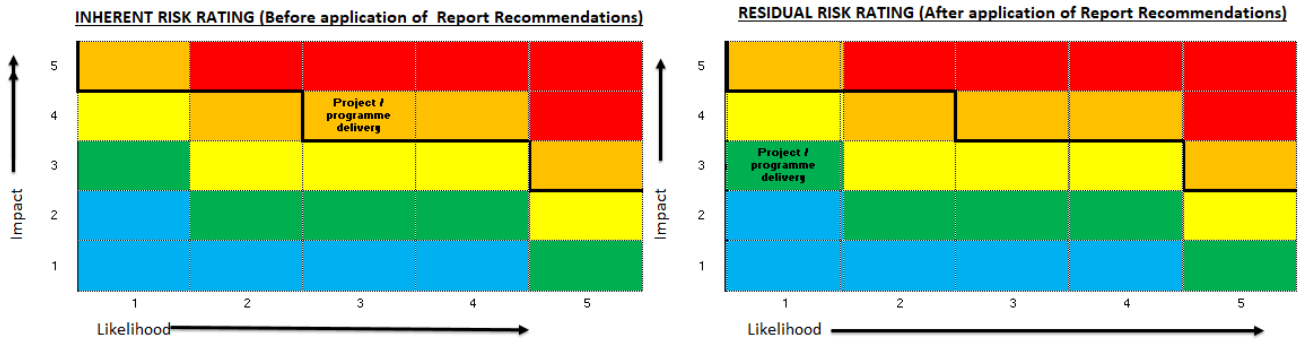 INHERENT RISK RATING (Before application of  Report Recommendations)
5
4
3
2
1
Impact
Project /
programme
delivery
1 2 3 4 5
Likelihood
RESIDUAL RISK RATING (After application of Report Recommendations)
5
4
3
2
1
Impact
Project /
programme
delivery
1 2 3 4 5
Likelihood